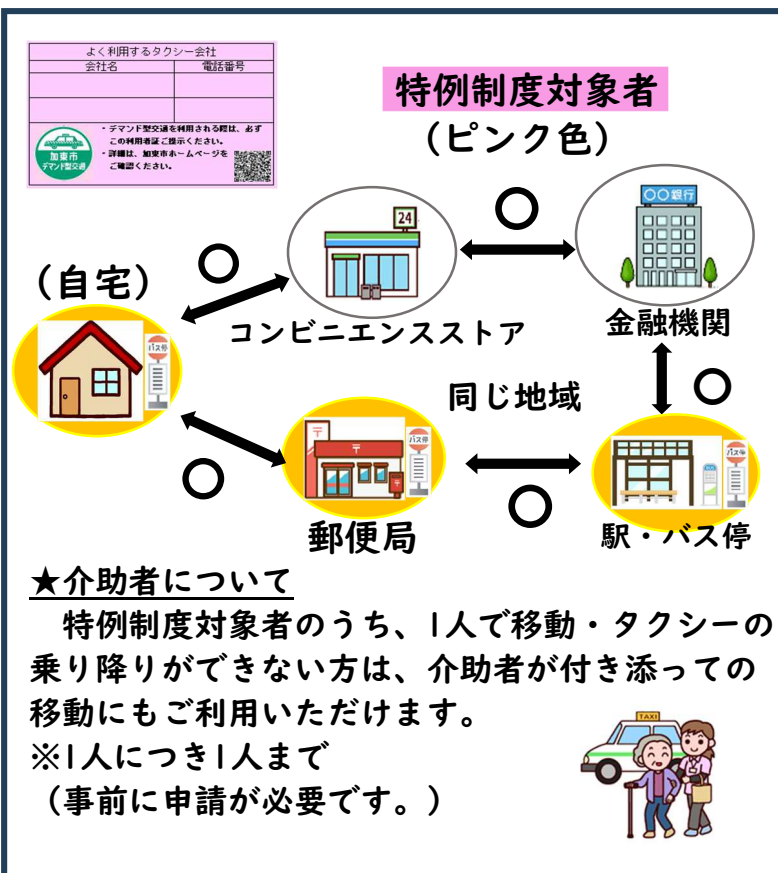 よく利用するタクシー会社
会社名
電話番号
・デマンド型交通を利用される際は、必ず
この利用者証ご提示ください。
・詳細は、加東市ホームページを
ご確認ください。
加東市
デマンド型交通
特例制度対象者
（ピンク色）
24
〇
〇〇銀行
（自宅）
〇
コンビニエンスストア
金融機関
バス停
同じ地域
〇
〒
〒
バス停
〒
バス停
〇
〇
郵便局
駅・バス停
★介助者について
特例制度対象者のうち、1人で移動・タクシーの
乗り降りができない方は、介助者が付き添っての
移動にもご利用いただけます。
※1人につき1人まで
（事前に申請が必要です。）
TAXI